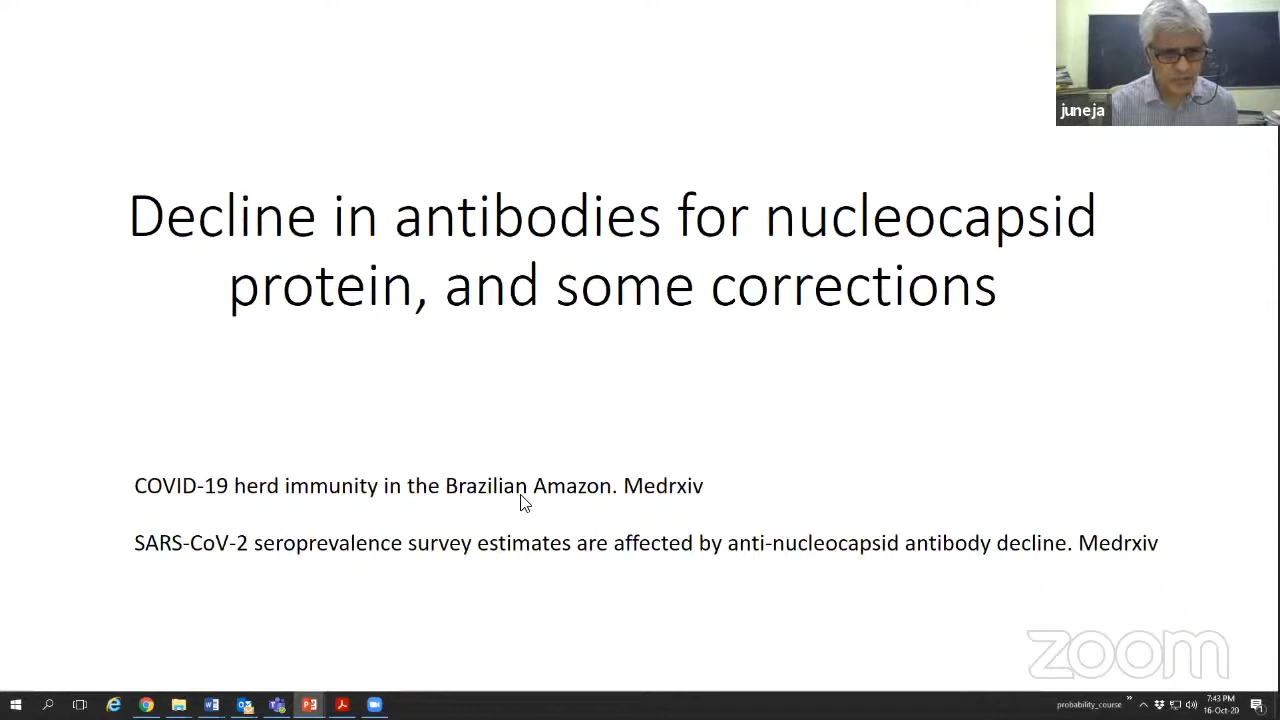 juneja
Decline in antibodies for nucleocapsid
protein, and some corrections
COVID-19 herd immunity in the Brazilian Amazon. Medrxiv
SARS-CoV-2 seroprevalence survey estimates are affected by anti-nucleocapsid antibody decline. Medrxiv
zoom
probability_course
7:43 PM
16-Oct-20